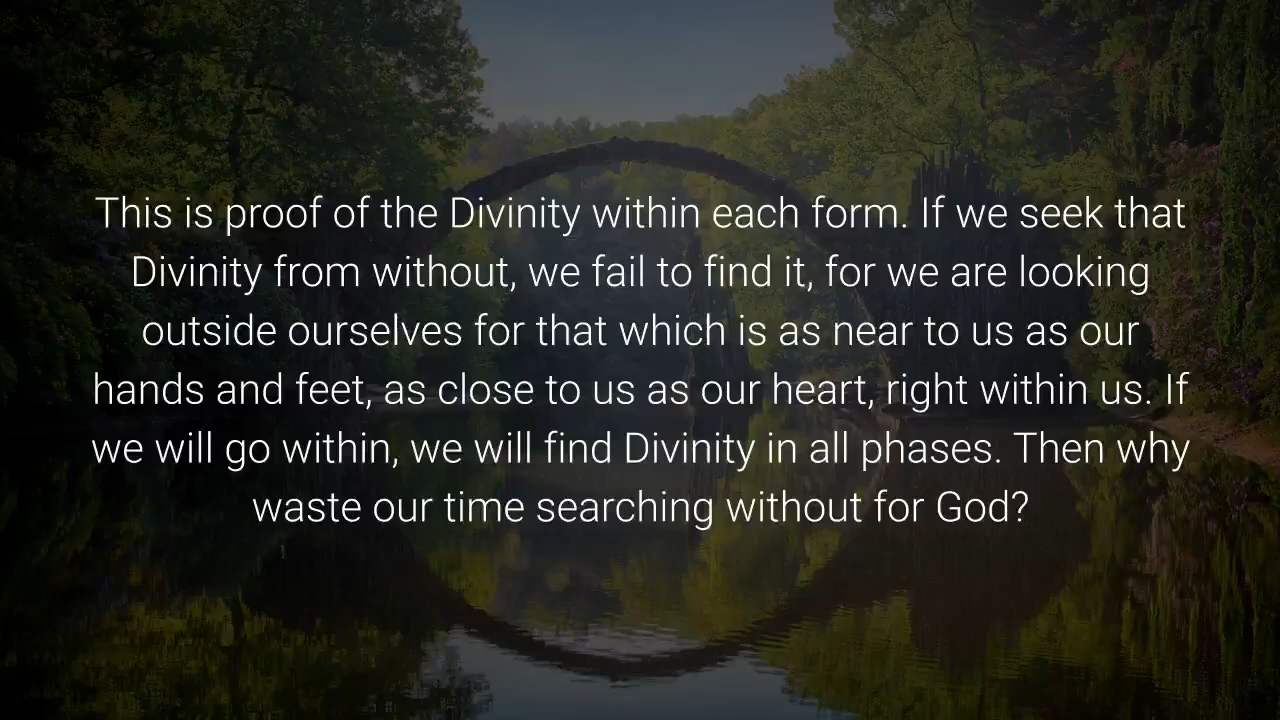 This is proof of the Divinity within each form. If we seek that
Divinity from without, we fail to find it, for we are looking
outside ourselves for that which is as near to us as our
hands and feet, as close to us as our heart, right within us. If
we will go within, we will find Divinity in all phases. Then why
waste our time searching without for God?